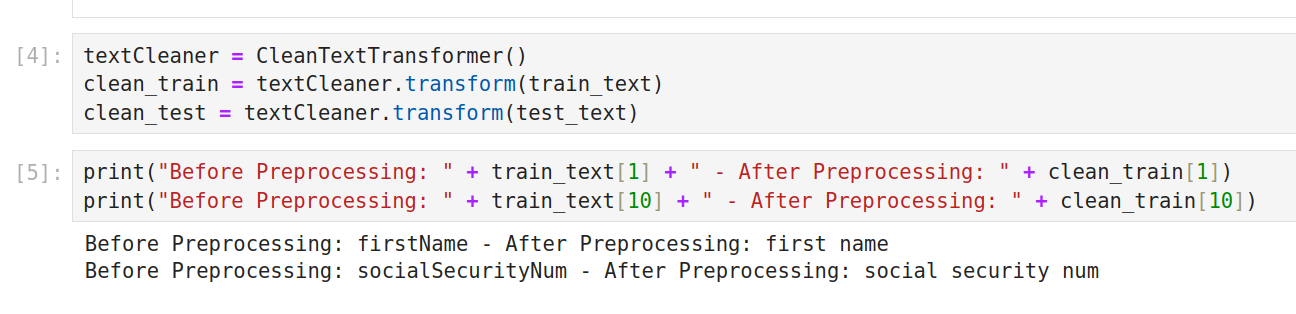 [4]: textCleaner = CleanTextTransformer()
clean_train = textCleaner.transform(train_text)
clean_test = textCleaner.transform(test_text)
[5]: print("Before Preprocessing: " + train_text[1] + " - After Preprocessing: " + clean_train[1])
print("Before Preprocessing: " + train_text[10] + " - After Preprocessing: " + clean_train[10])
Before Preprocessing: firstName - After Preprocessing: first name
Before Preprocessing: socialSecurityNum - After Preprocessing: social security num